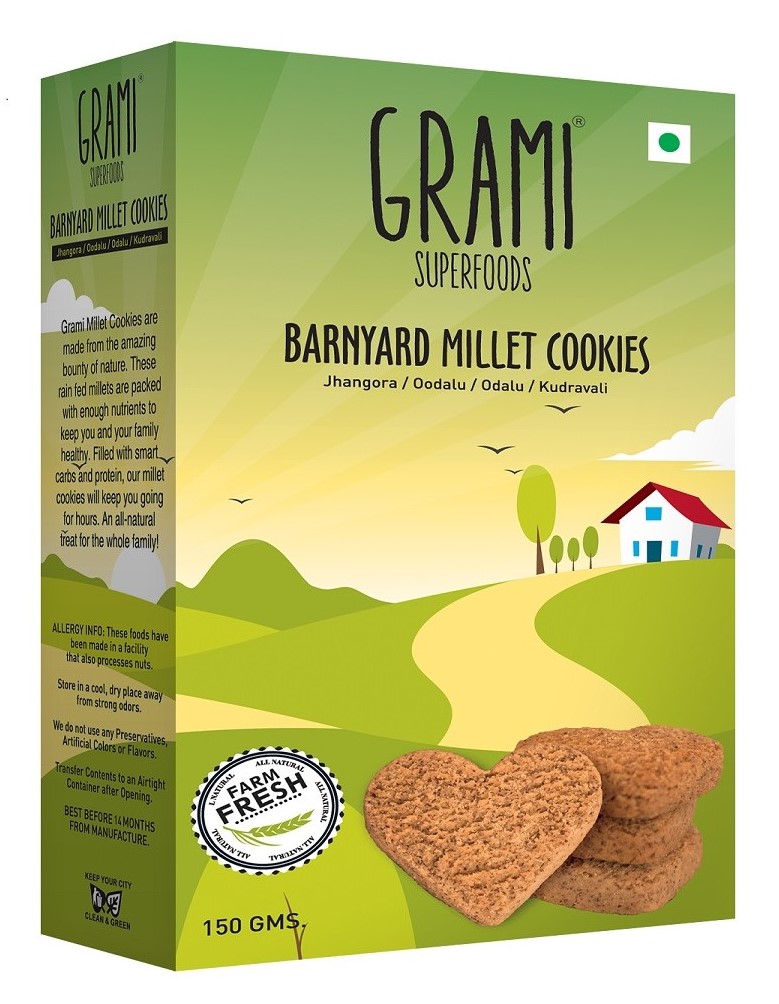 GRAMI®
SUPERFOODS
BARNYARD MILLET COOKIES
Jhangora / Oodalu / Odalu / Kudravali
Grami Millet Cookies are
made from the amazing
bounty of nature. These
rain fed millets are packed
with enough nutrients to
keep you and your family
healthy. Filled with smart
carbs and protein, our millet
cookies will keep you going
for hours. An all-natural
treat for the whole family!
ALLERGY INFO: These foods have
been made in a facility
that also processes nuts.
Store in a cool, dry place away
from strong odors.
We do not use any Preservatives,
Artificial Colors or Flavors.
Transfer Contents to an Airtight
Container after Opening.
BEST BEFORE 14 MONTHS
FROM MANUFACTURE.
KEEP YOUR CITY
CLEAN & GREEN
GRAMI®
SUPERFOODS
BARNYARD MILLET COOKIES
Jhangora / Oodalu / Odalu / Kudravali
ALL NATURAL
ALL NATURAL
ALL NATURAL
ALL NATURAL
L NATURAL
FARM
FRESH
150 GMS.